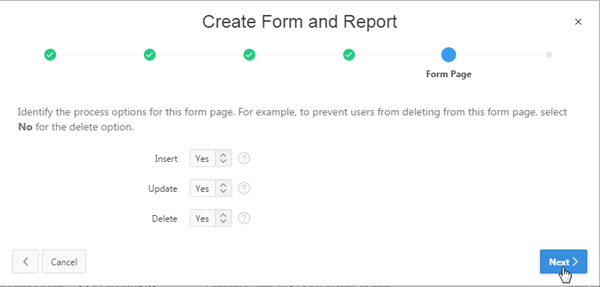 Create Form and Report
Form Page
Identify the process options for this form page. For example, to prevent users from deleting from this form page, select
No for the delete option.
Insert Yes ?
Update Yes ?
Delete Yes ?
Cancel Next